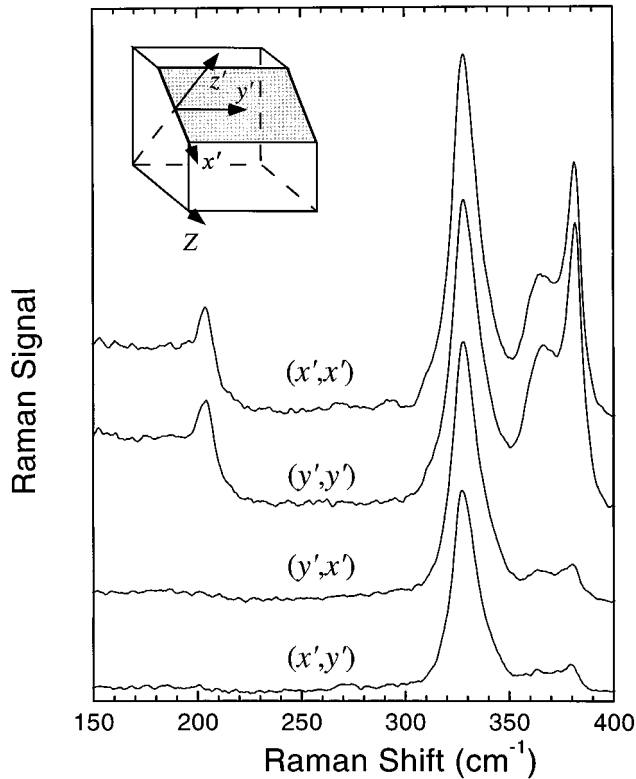 z'
y'
x'
Z
Raman Signal
(x',x')
(y',y')
(y',x')
(x',y')
150 200 250 300 350 400
Raman Shift (cm⁻¹)